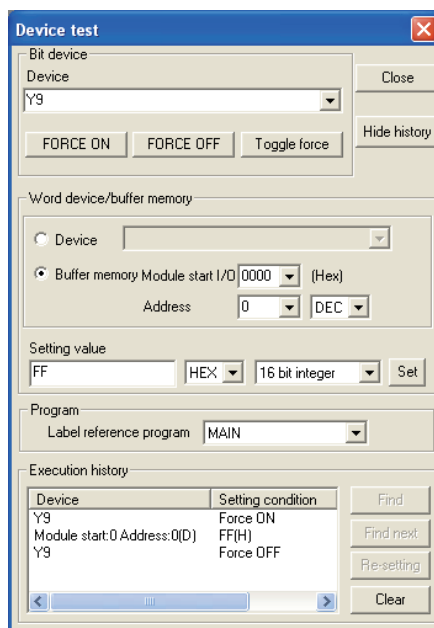 Device test
Bit device
Device
Close
Y9
FORCE ON FORCE OFF Toggle force
Hide history
Word device/buffer memory
Device
Buffer memory Module start I/O 0000 (Hex)
Address 0 DEC
Setting value
FF HEX 16 bit integer Set
Program
Label reference program MAIN
Execution history
Device Setting condition
Y9 Force ON
Module start:0 Address:0(D) FF(H)
Y9 Force OFF
Find
Find next
Re-setting
Clear